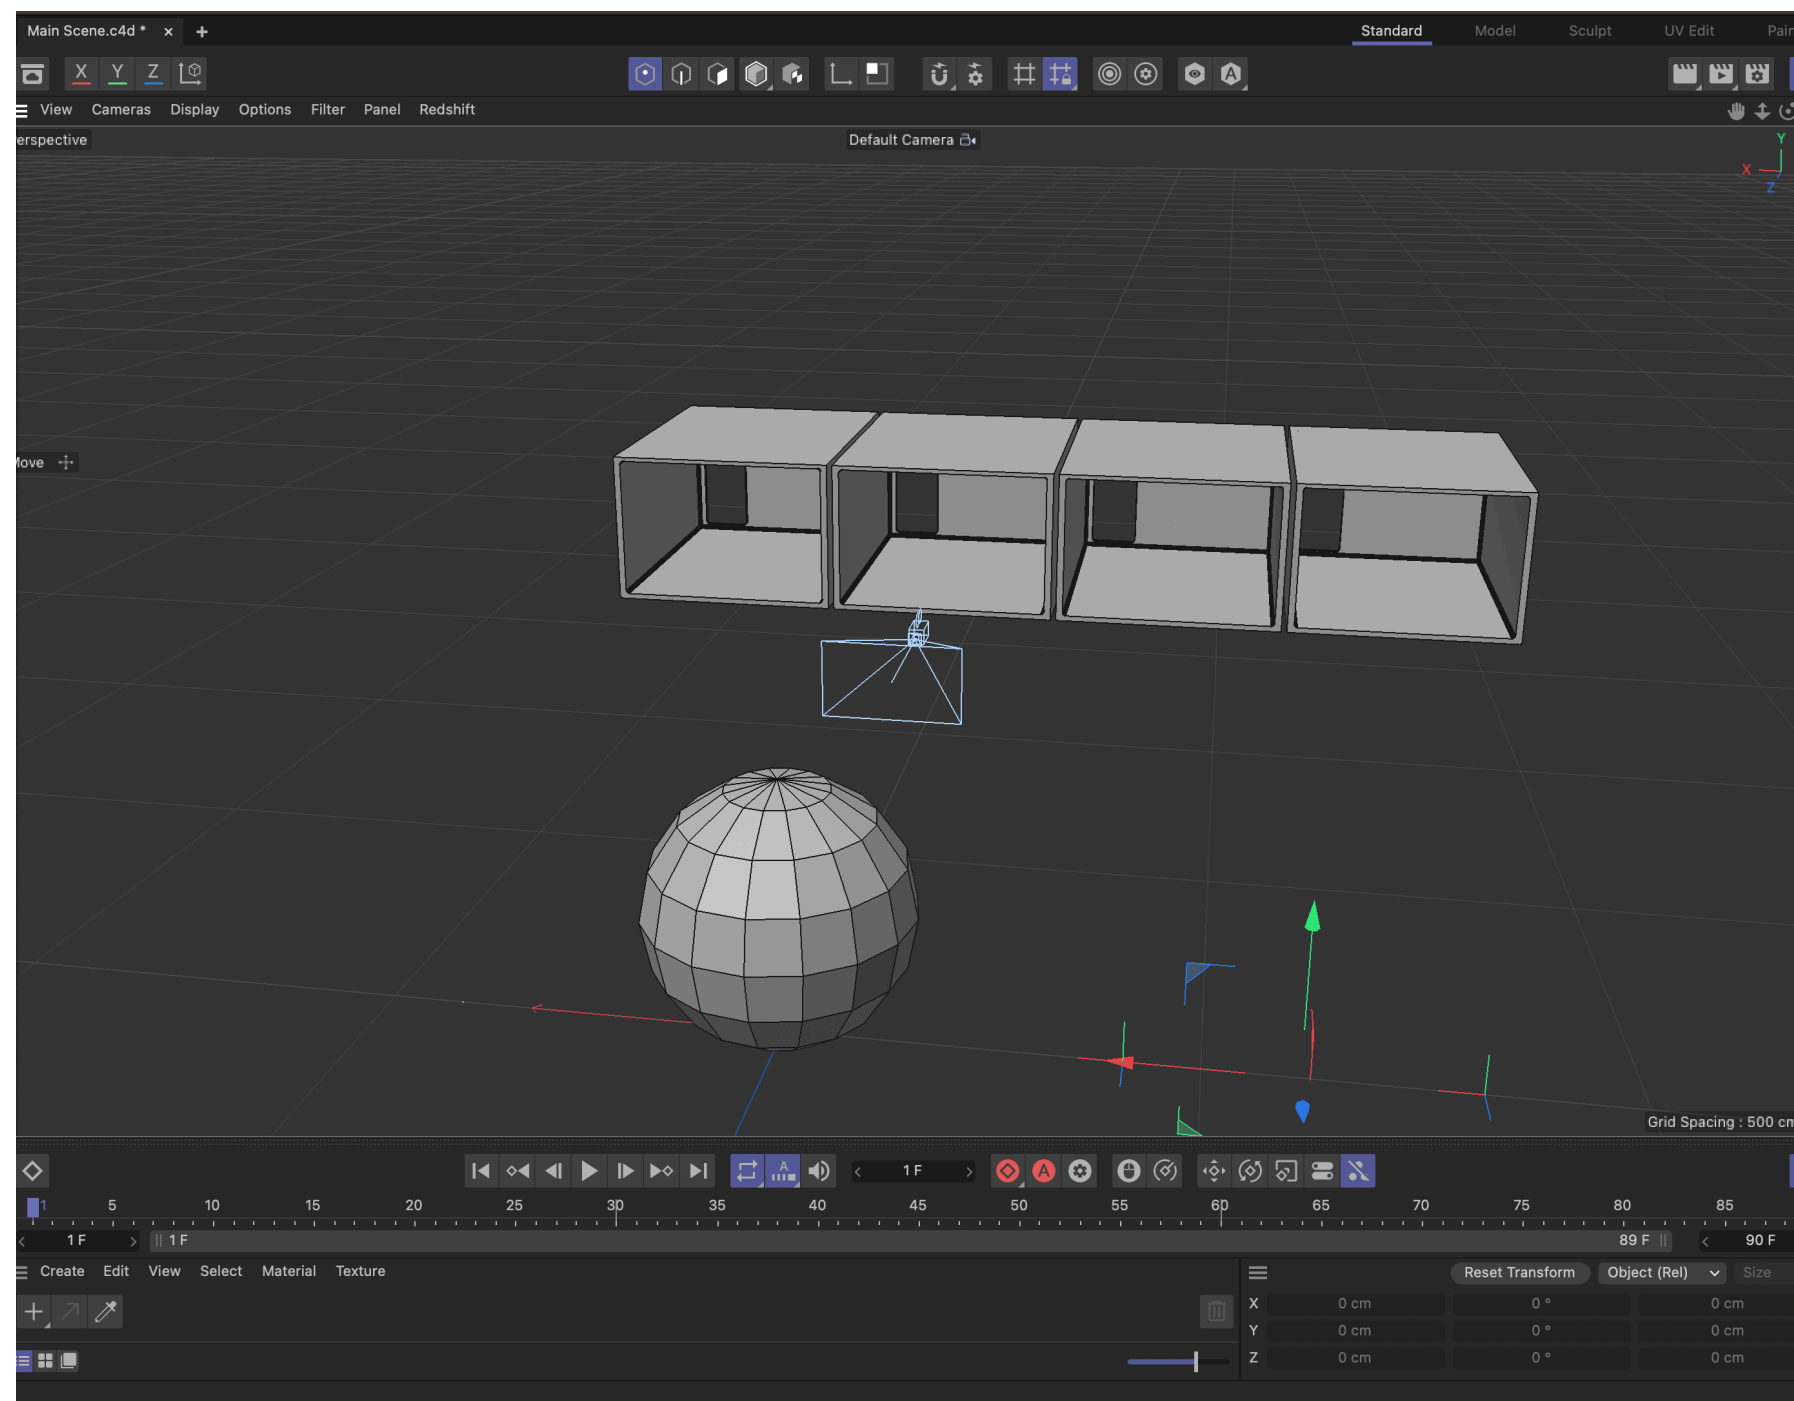 Main Scene.c4d * × +
Standard Model Sculpt UV Edit Pain
X Y Z A
View Cameras Display Options Filter Panel Redshift
erspective
Default Camera
Y
X
Z
Move
Grid Spacing : 500 cm
A 1 F A
1 5 10 15 20 25 30 35 40 45 50 55 60 65 70 75 80 85
1 F 1 F 89 F 90 F
Create Edit View Select Material Texture
Reset Transform Object (Rel) Size
X 0 cm 0 ° 0 cm
Y 0 cm 0 ° 0 cm
Z 0 cm 0 ° 0 cm